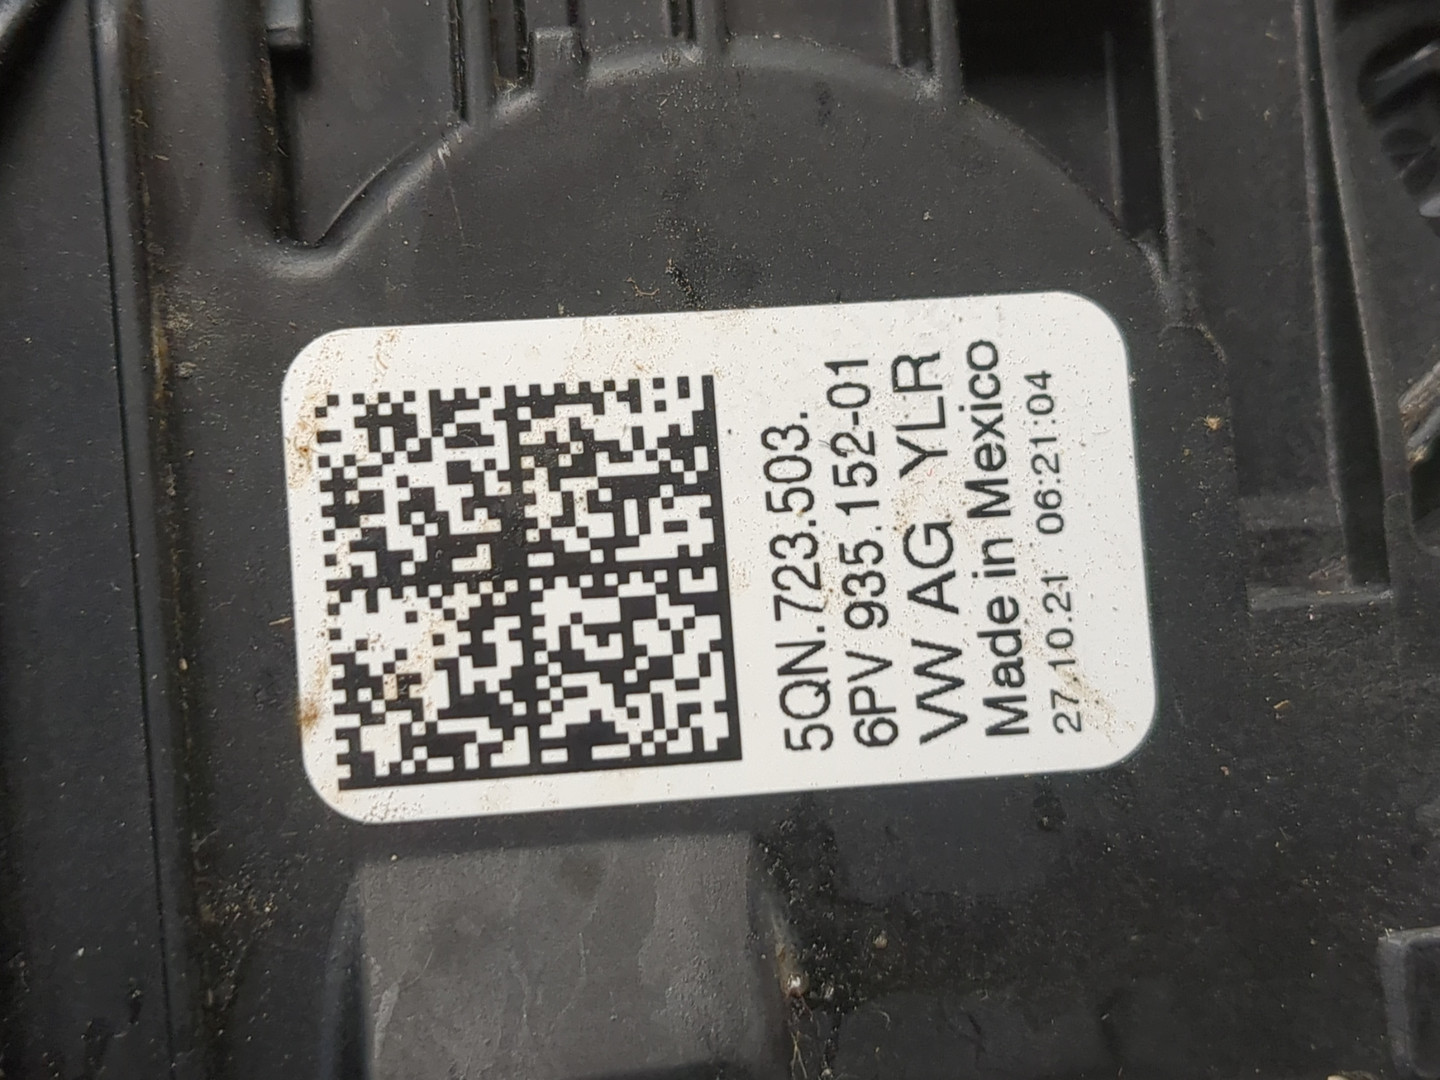 5QN.723.503.
6PV 935.152-01
VW AG YLR
Made in Mexico
27.10.21 06:21:04